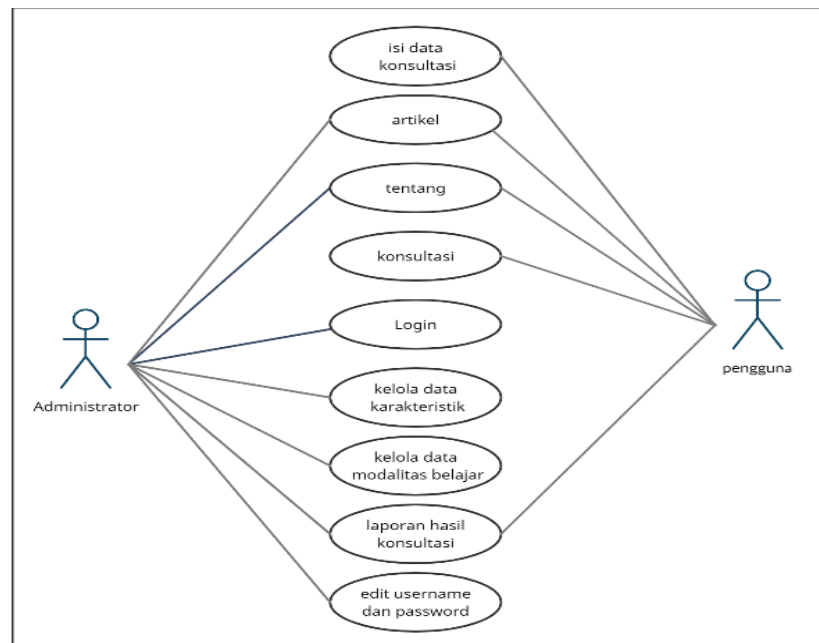 isi data
konsultasi
artikel
tentang
konsultasi
Login
kelola data
karakteristik
kelola data
modalitas belajar
laporan hasil
konsultasi
edit username
dan password
Administrator
pengguna